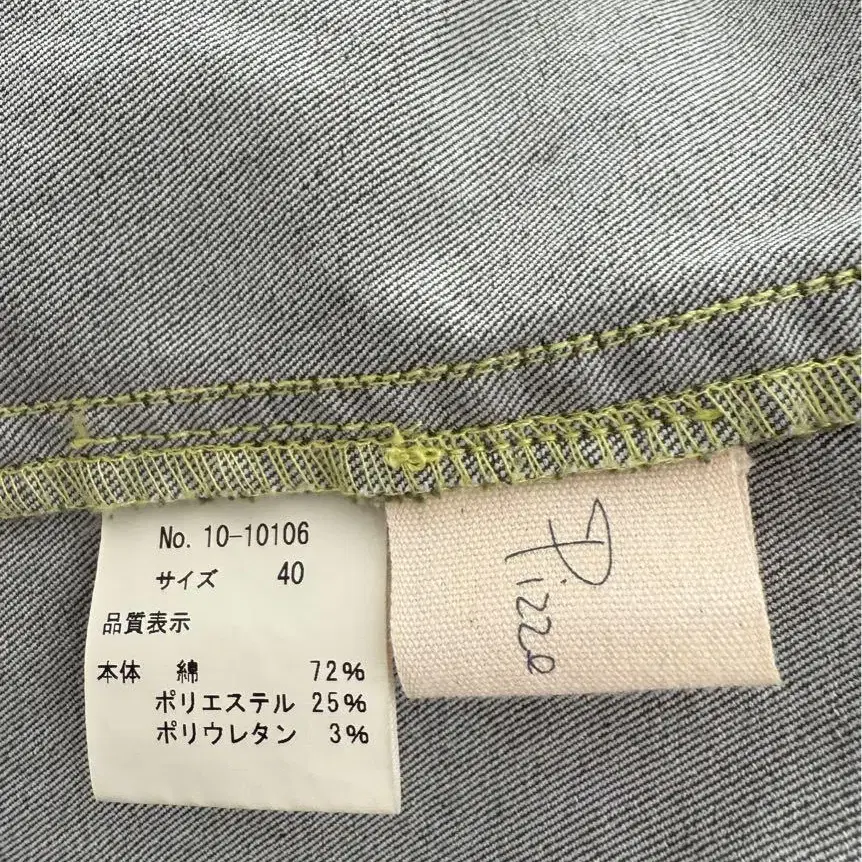 No. 10-10106
サイズ 40
品質表示
本体 綿 72%
ポリエステル 25%
ポリウレタン 3%
Pizze